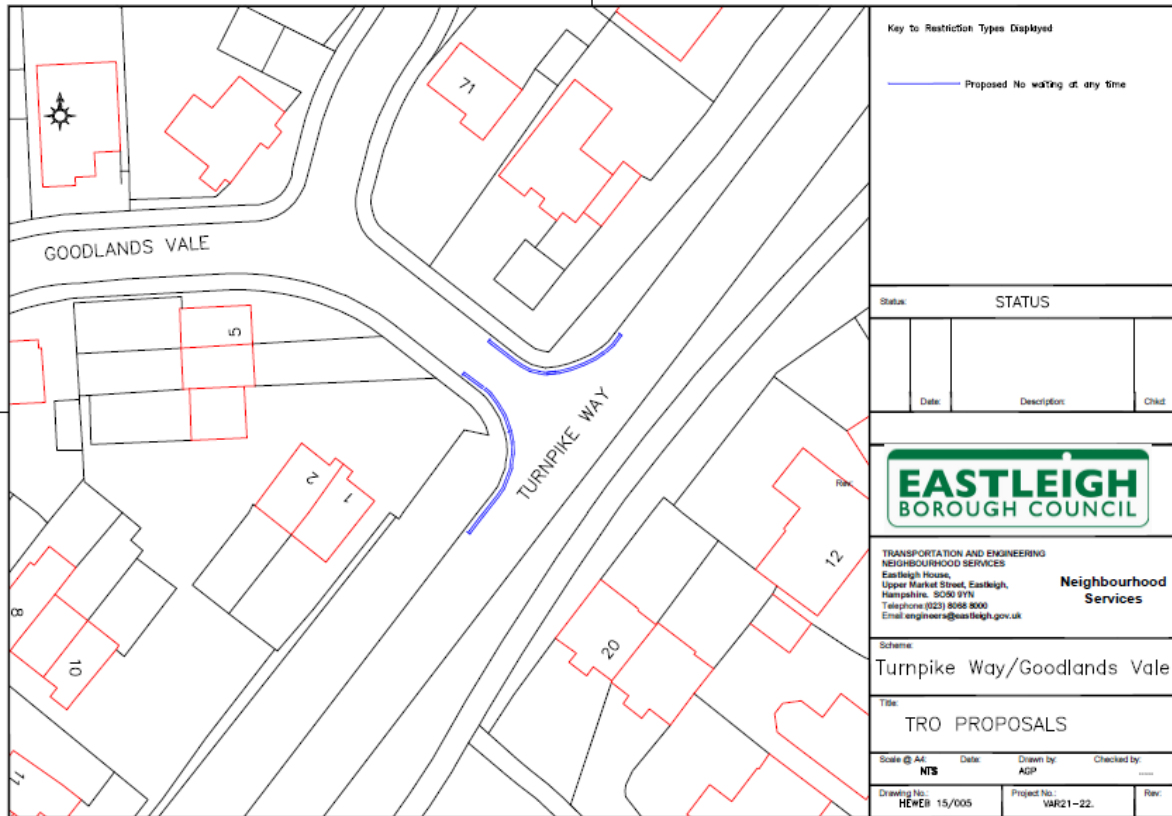 71
GOODLANDS VALE
5
TURNPIKE WAY
2
1
12
8
10
20
11
Key to Restriction Types Displayed
Proposed No waiting at any time
Status:
STATUS
Date:
Description:
Chkd:
Rev:
EASTLEIGH
BOROUGH COUNCIL
TRANSPORTATION AND ENGINEERING
NEIGHBOURHOOD SERVICES
Eastleigh House,
Upper Market Street, Eastleigh,
Hampshire. SO50 9YN
Telephone:(023) 8068 8000
Email:engineers@eastleigh.gov.uk
Neighbourhood
Services
Scheme:
Turnpike Way/Goodlands Vale
Title:
TRO PROPOSALS
Scale @ A4:
NTS
Date:
Drawn by:
AGP
Checked by:
.....
Drawing No.:
HEWEB 15/005
Project No.:
VAR21-22.
Rev: